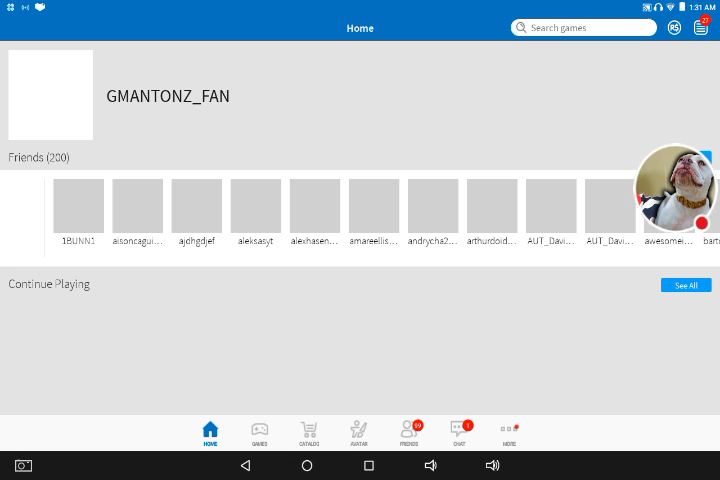 1:31 AM
Home
Search games
R$
27
GMANTONZ_FAN
Friends (200)
1BUNN1 aisoncagui... ajdhgdjef aleksasyt alexhasen... amareellis... andrycha2... arthurdoid... AUT_Davi... AUT_Davi... awesomei... bart
Continue Playing
See All
99 1
HOME GAMES CATALOG AVATAR FRIENDS CHAT MORE